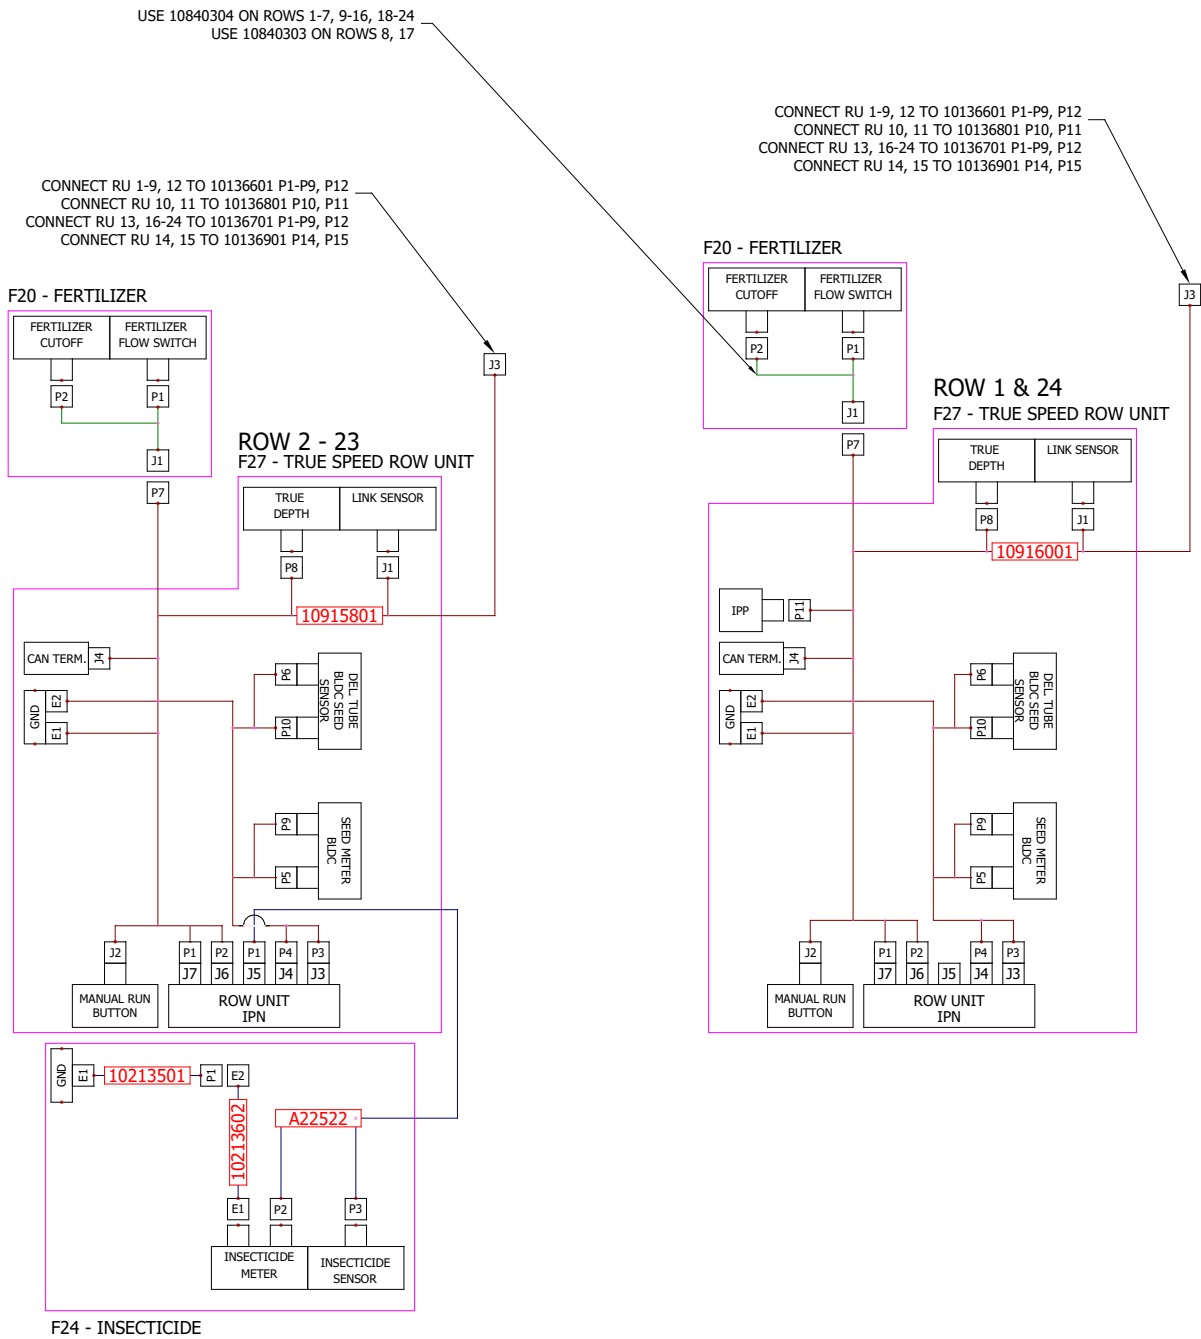 USE 10840304 ON ROWS 1-7, 9-16, 18-24
USE 10840303 ON ROWS 8, 17
CONNECT RU 1-9, 12 TO 10136601 P1-P9, P12
CONNECT RU 10, 11 TO 10136801 P10, P11
CONNECT RU 13, 16-24 TO 10136701 P1-P9, P12
CONNECT RU 14, 15 TO 10136901 P14, P15
F20 - FERTILIZER
FERTILIZER
CUTOFF
FERTILIZER
FLOW SWITCH
P2
P1
J1
P7
J3
ROW 2 - 23
F27 - TRUE SPEED ROW UNIT
TRUE
DEPTH
LINK SENSOR
P8
J1
10915801
CAN TERM.
J4
GND
E2
E1
P6
P10
DEL. TUBE
BLDC SEED
SENSOR
P9
P5
SEED METER
BLDC
J2
P1
P2
P1
P4
P3
J7
J6
J5
J4
J3
MANUAL RUN
BUTTON
ROW UNIT
IPN
GND
E1
10213501
P1
E2
10213602
A22522
E1
P2
P3
INSECTICIDE
METER
INSECTICIDE
SENSOR
F24 - INSECTICIDE
CONNECT RU 1-9, 12 TO 10136601 P1-P9, P12
CONNECT RU 10, 11 TO 10136801 P10, P11
CONNECT RU 13, 16-24 TO 10136701 P1-P9, P12
CONNECT RU 14, 15 TO 10136901 P14, P15
F20 - FERTILIZER
FERTILIZER
CUTOFF
FERTILIZER
FLOW SWITCH
P2
P1
J1
P7
J3
ROW 1 & 24
F27 - TRUE SPEED ROW UNIT
TRUE
DEPTH
LINK SENSOR
P8
J1
10916001
IPP
P11
CAN TERM.
J4
GND
E2
E1
P6
P10
DEL. TUBE
BLDC SEED
SENSOR
P9
P5
SEED METER
BLDC
J2
P1
P2
P4
P3
J7
J6
J5
J4
J3
MANUAL RUN
BUTTON
ROW UNIT
IPN